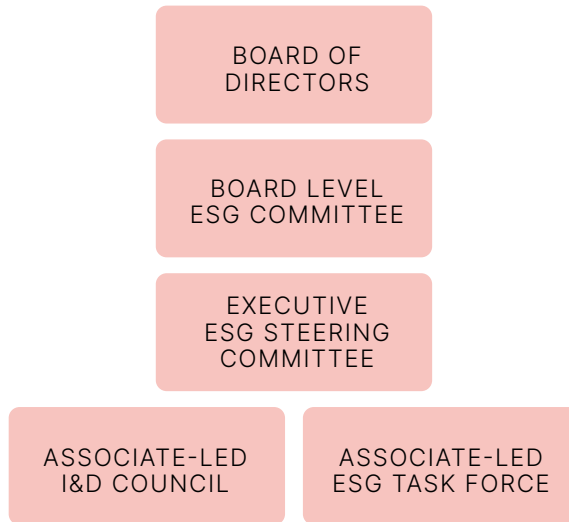 BOARD OF
DIRECTORS
BOARD LEVEL
ESG COMMITTEE
EXECUTIVE
ESG STEERING
COMMITTEE
ASSOCIATE-LED
I&D COUNCIL
ASSOCIATE-LED
ESG TASK FORCE